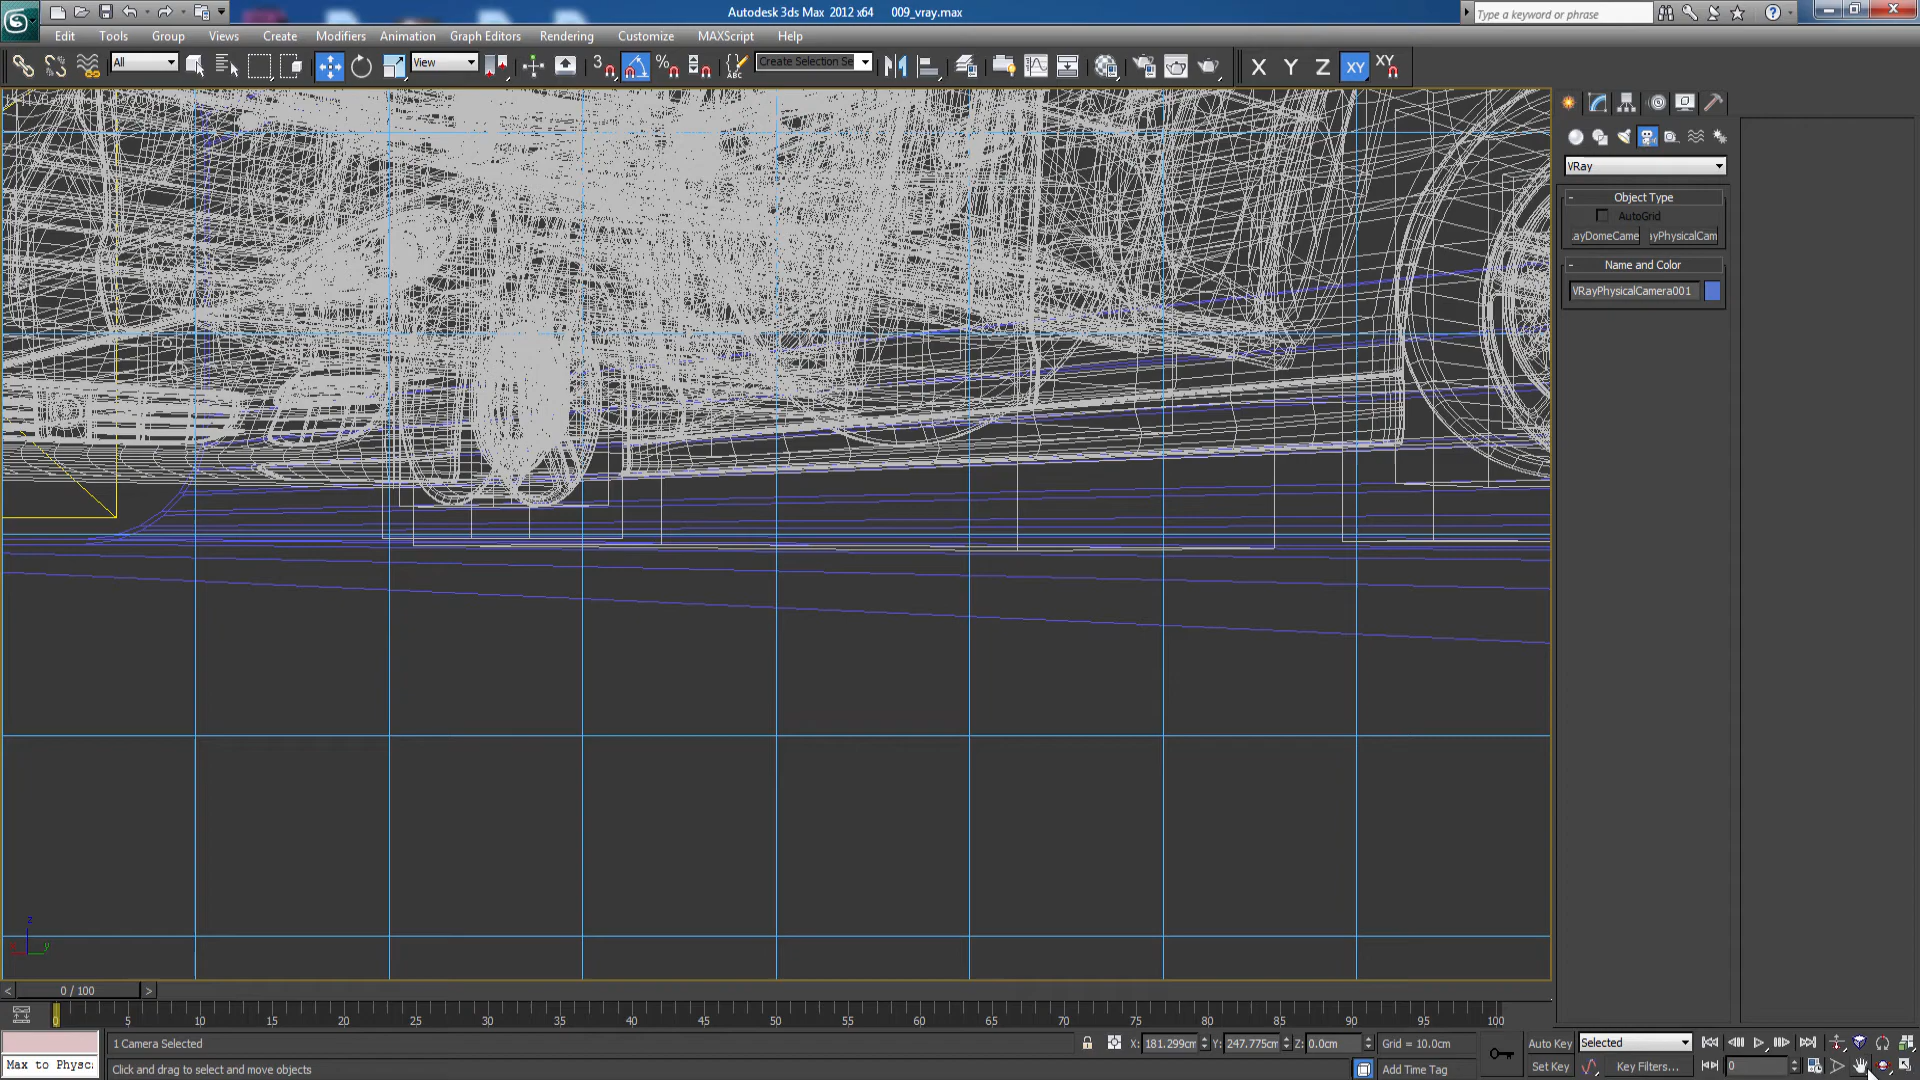 Autodesk 3ds Max 2012 x64 009_vray.max
Type a keyword or phrase
Edit Tools Group Views Create Modifiers Animation Graph Editors Rendering Customize MAXScript Help
All View 3 % ABC Create Selection Se X Y Z XY XY
VRay
- Object Type
AutoGrid
.ayDomeCame ıyPhysicalCam
- Name and Color
VRayPhysicalCamera001
z
y
< 0 / 100 >
0 5 10 15 20 25 30 35 40 45 50 55 60 65 70 75 80 85 90 95 100
1 Camera Selected X: 181.299cm Y: 247.775cm Z: 0.0cm Grid = 10.0cm Auto Key Selected
Max to Physc: Click and drag to select and move objects Add Time Tag Set Key Key Filters... 0